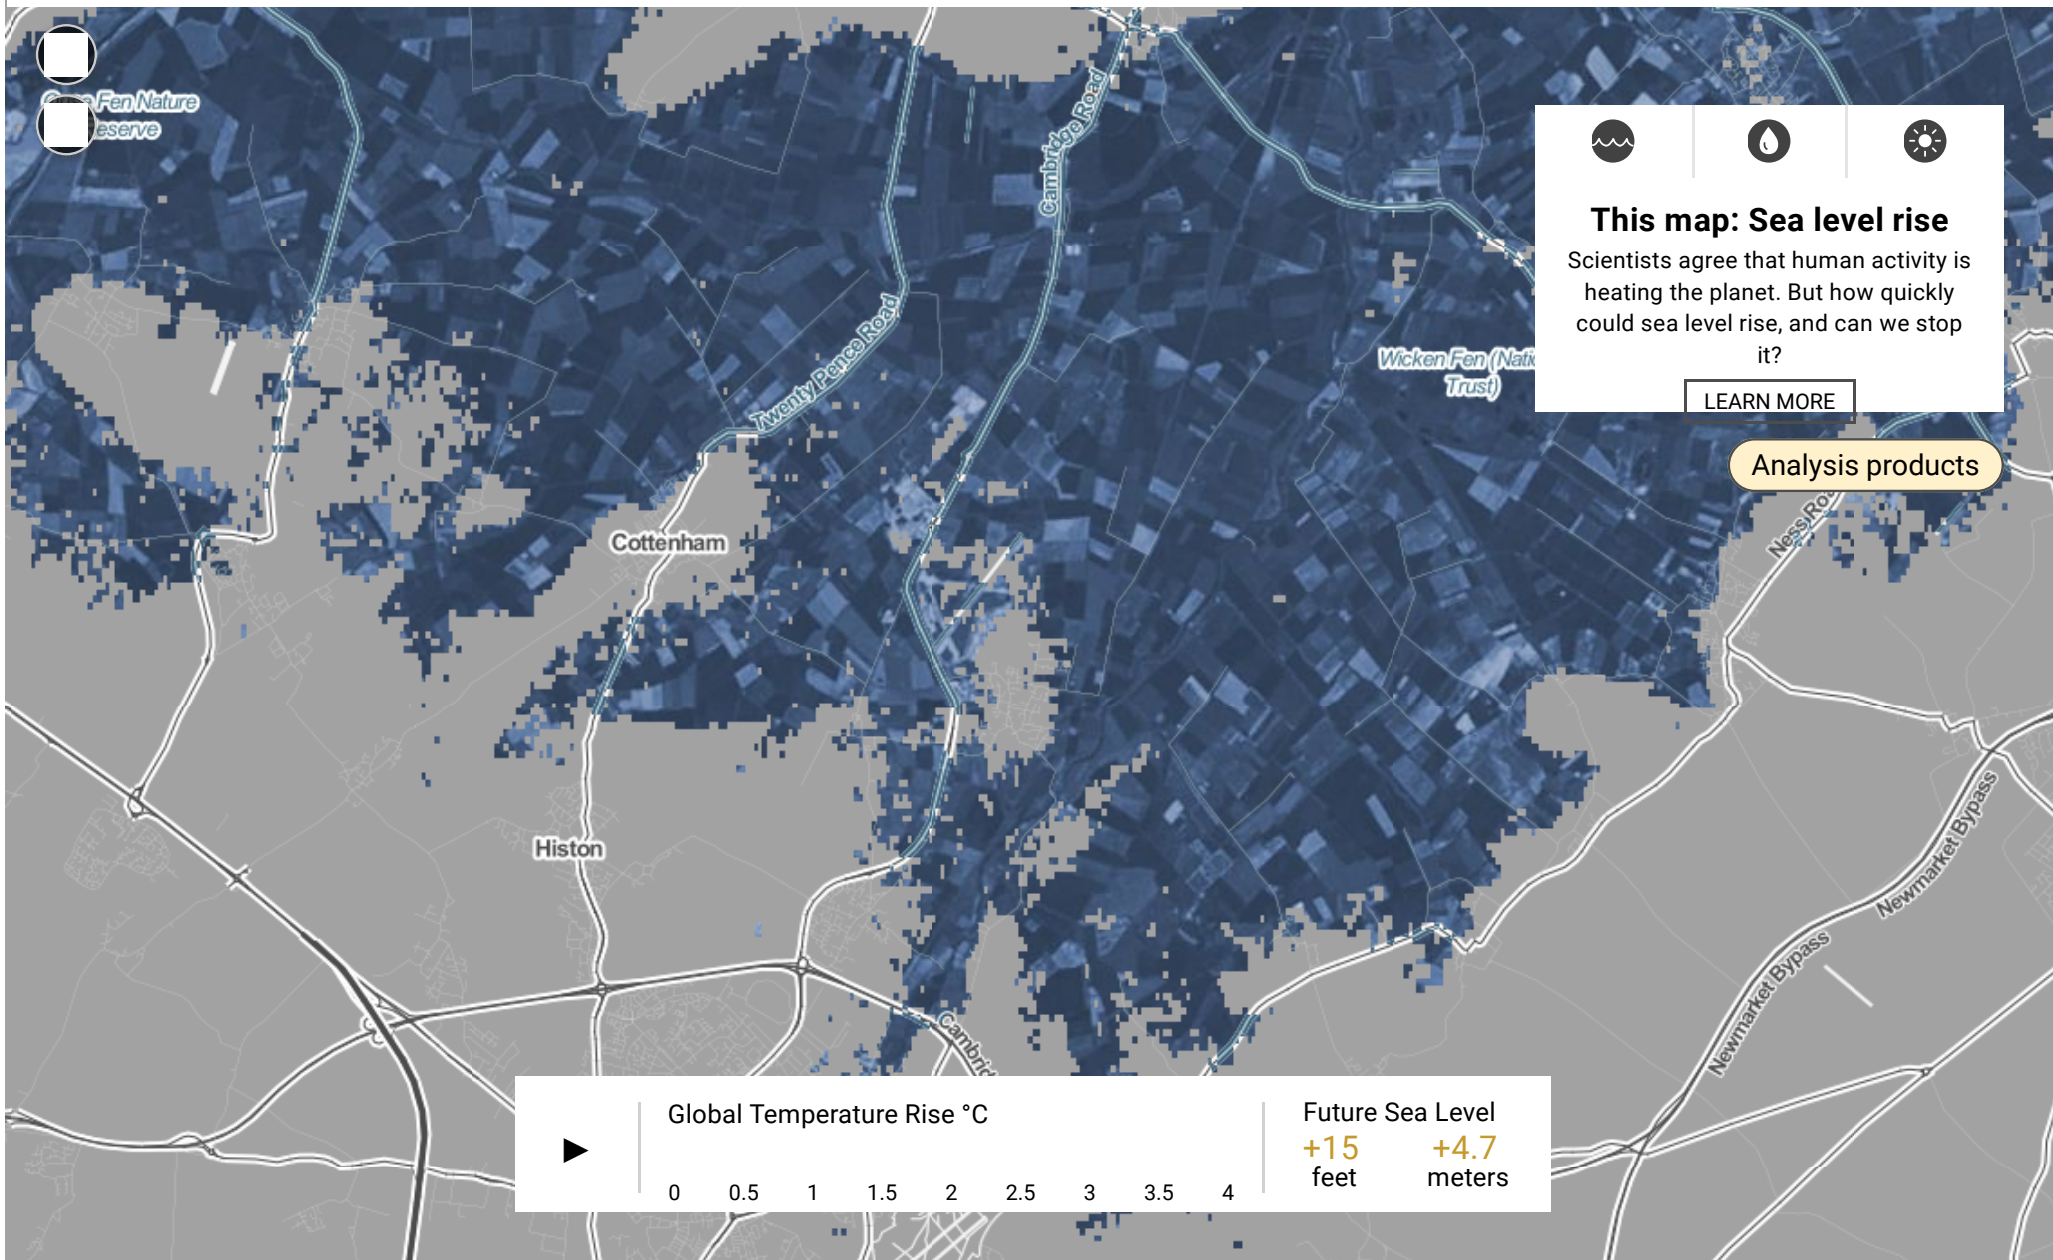 Fen Nature
eserve
Cambridge Road
Twenty Pence Road
Wicken Fen (Natio
Trust)
This map: Sea level rise
Scientists agree that human activity is
heating the planet. But how quickly
could sea level rise, and can we stop
it?
LEARN MORE
Analysis products
Ness Roa
Cottenham
Histon
Newmarket Bypass
Newmarket Bypass
Cambrid
Global Temperature Rise °C
0 0.5 1 1.5 2 2.5 3 3.5 4
Future Sea Level
+15 +4.7
feet meters